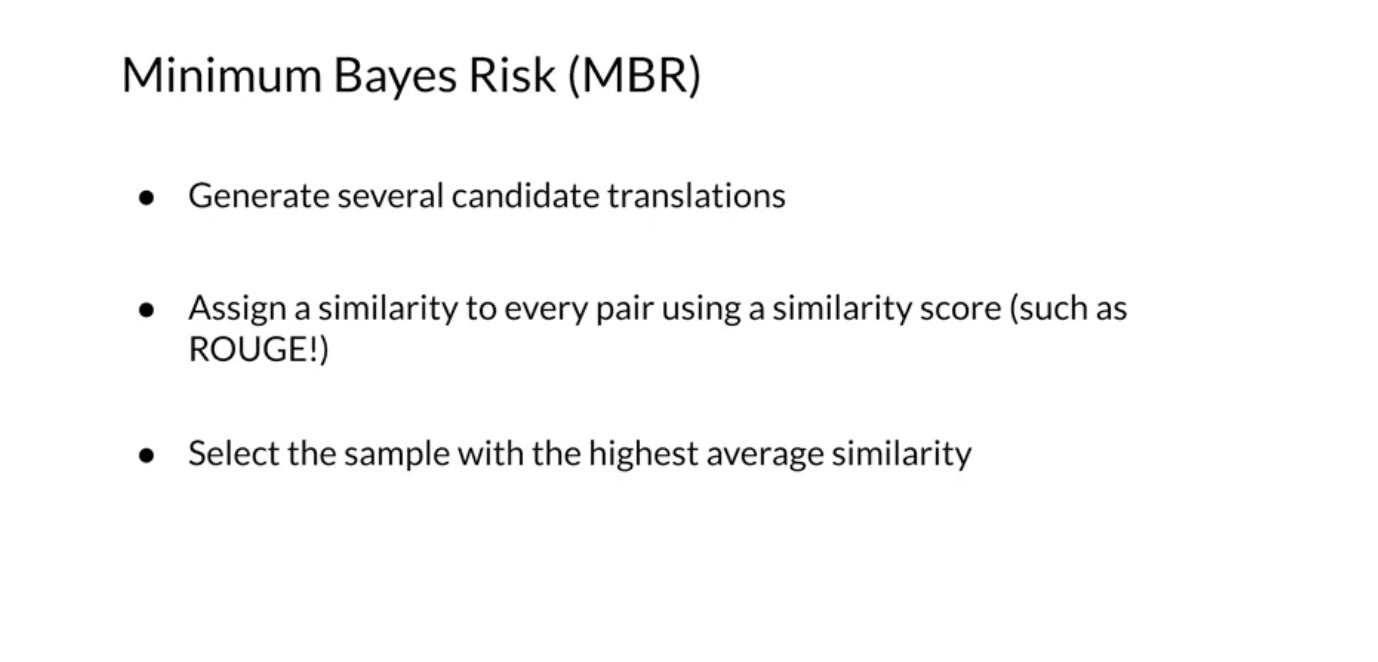 Minimum Bayes Risk (MBR)
● Generate several candidate translations
● Assign a similarity to every pair using a similarity score (such as
ROUGE!)
● Select the sample with the highest average similarity